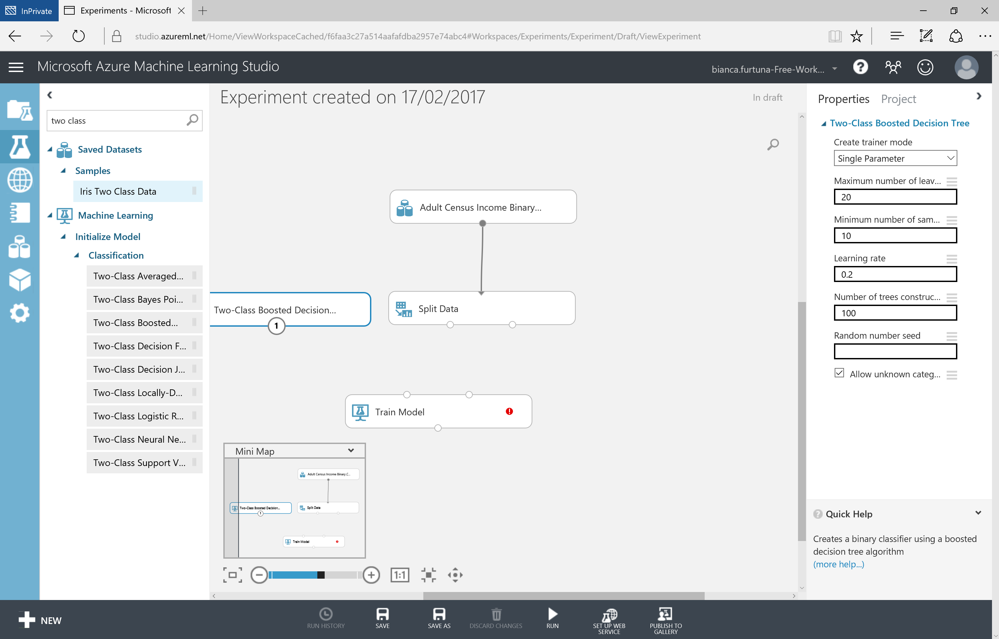 InPrivate
Experiments - Microsoft
studio.azureml.net/Home/ViewWorkspaceCached/f6faa3c27a514aafafdba2957e74abc4#Workspaces/Experiments/Experiment/Draft/ViewExperiment
Microsoft Azure Machine Learning Studio
bianca.furtuna-Free-Work...
?
two class
Saved Datasets
Samples
Iris Two Class Data
Machine Learning
Initialize Model
Classification
Two-Class Averaged...
Two-Class Bayes Poi...
Two-Class Boosted...
Two-Class Decision F...
Two-Class Decision J...
Two-Class Locally-D...
Two-Class Logistic R...
Two-Class Neural Ne...
Two-Class Support V...
Experiment created on 17/02/2017
In draft
Adult Census Income Binary...
Two-Class Boosted Decision...
1
Split Data
Train Model
!
Mini Map
Adult Census Income Binary C...
Two-Class Boosted Decision...
1
Split Data
Train Model
1:1
Properties
Project
Two-Class Boosted Decision Tree
Create trainer mode
Single Parameter
Maximum number of leav...
20
Minimum number of sam...
10
Learning rate
0.2
Number of trees construc...
100
Random number seed
Allow unknown categ...
? Quick Help
Creates a binary classifier using a boosted
decision tree algorithm
(more help...)
NEW
RUN HISTORY
SAVE
SAVE AS
DISCARD CHANGES
RUN
SET UP WEB
SERVICE
PUBLISH TO
GALLERY